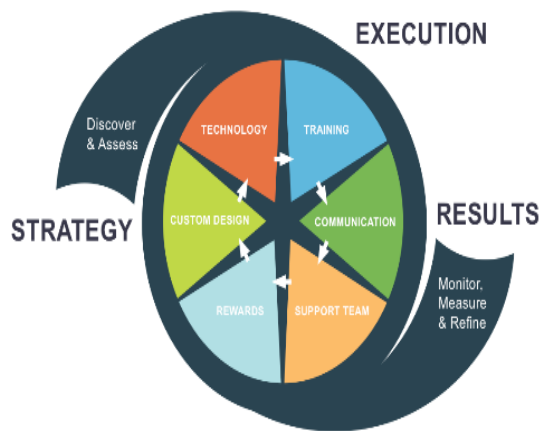 EXECUTION
Discover
& Assess
TECHNOLOGY
TRAINING
STRATEGY
CUSTOM DESIGN
COMMUNICATION
RESULTS
REWARDS
SUPPORT TEAM
Monitor,
Measure
& Refine